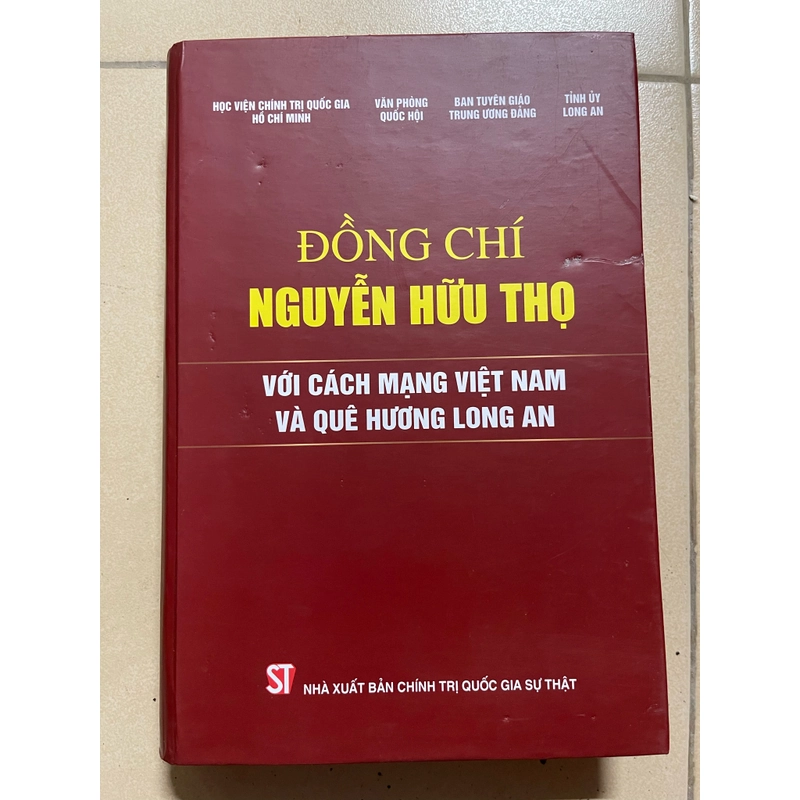 HỌC VIỆN CHÍNH TRỊ QUỐC GIA
HỒ CHÍ MINH
VĂN PHÒNG
QUỐC HỘI
BAN TUYÊN GIÁO
TRUNG ƯƠNG ĐẢNG
TỈNH ỦY
LONG AN
ĐỒNG CHÍ
NGUYỄN HỮU THỌ
VỚI CÁCH MẠNG VIỆT NAM
VÀ QUÊ HƯƠNG LONG AN
ST NHÀ XUẤT BẢN CHÍNH TRỊ QUỐC GIA SỰ THẬT